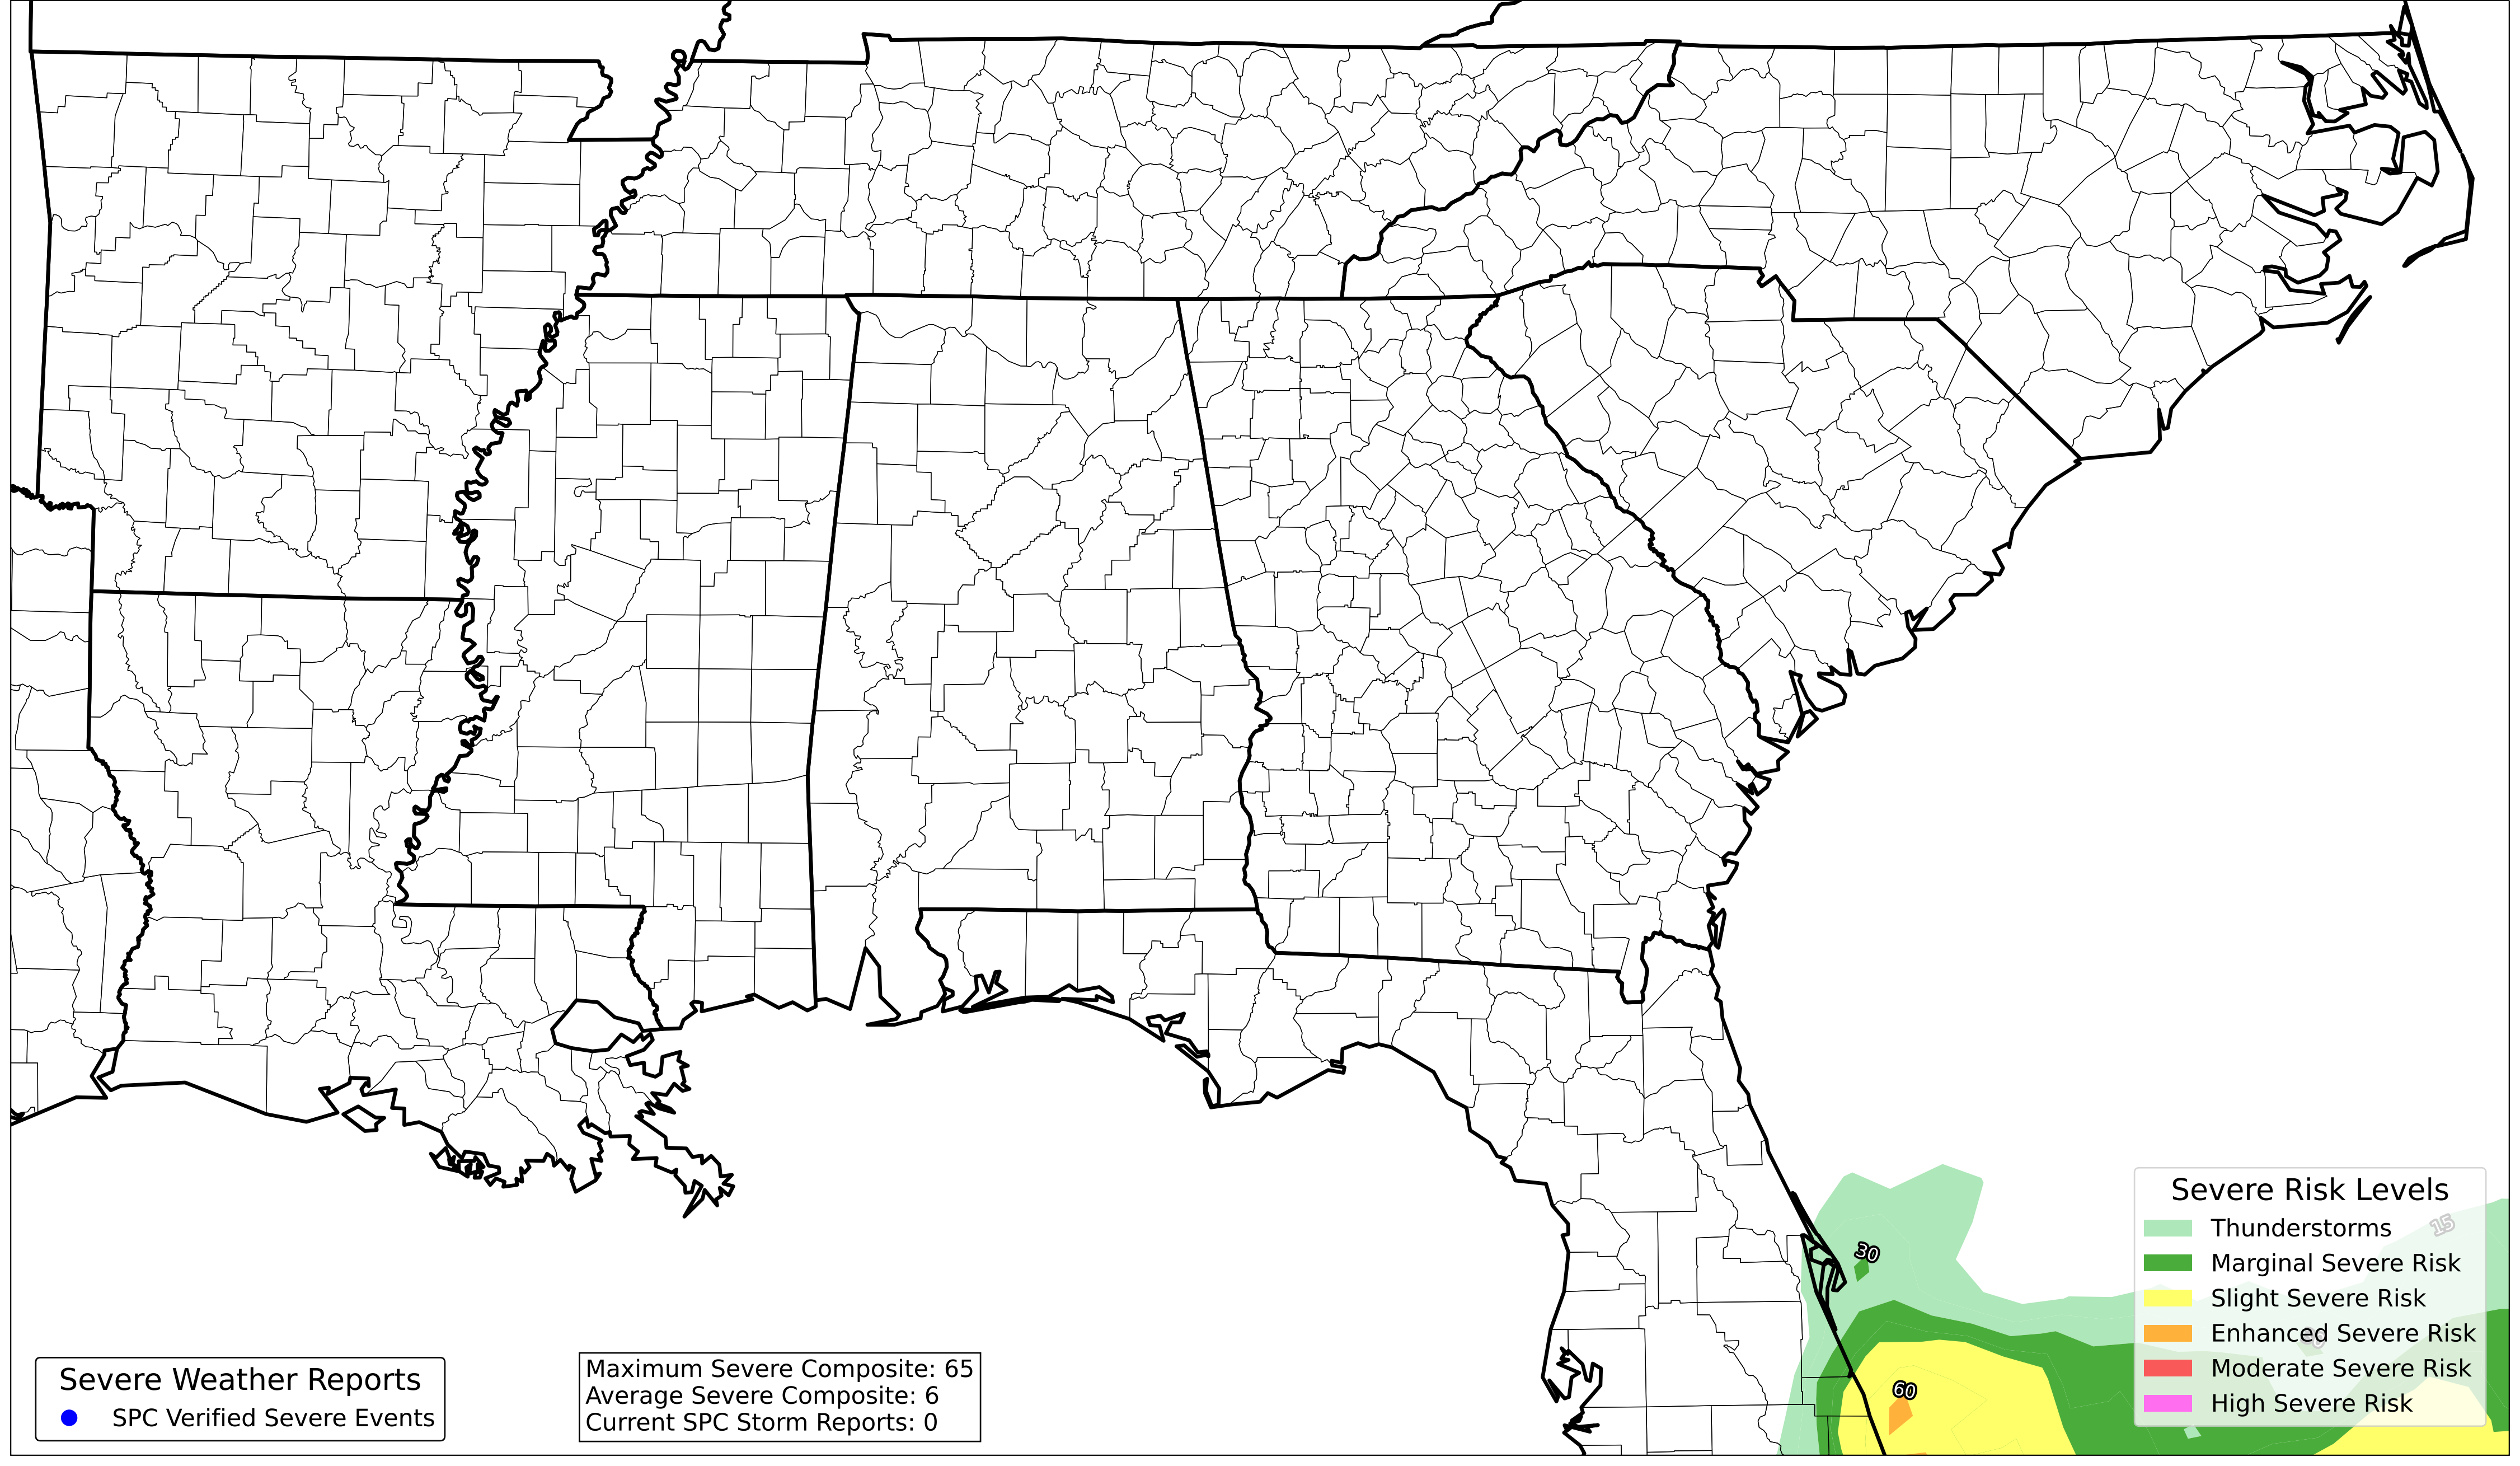 15
30
60
Severe Risk Levels
Thunderstorms
Marginal Severe Risk
Slight Severe Risk
Enhanced Severe Risk
Moderate Severe Risk
High Severe Risk
Severe Weather Reports
SPC Verified Severe Events
Maximum Severe Composite: 65
Average Severe Composite: 6
Current SPC Storm Reports: 0